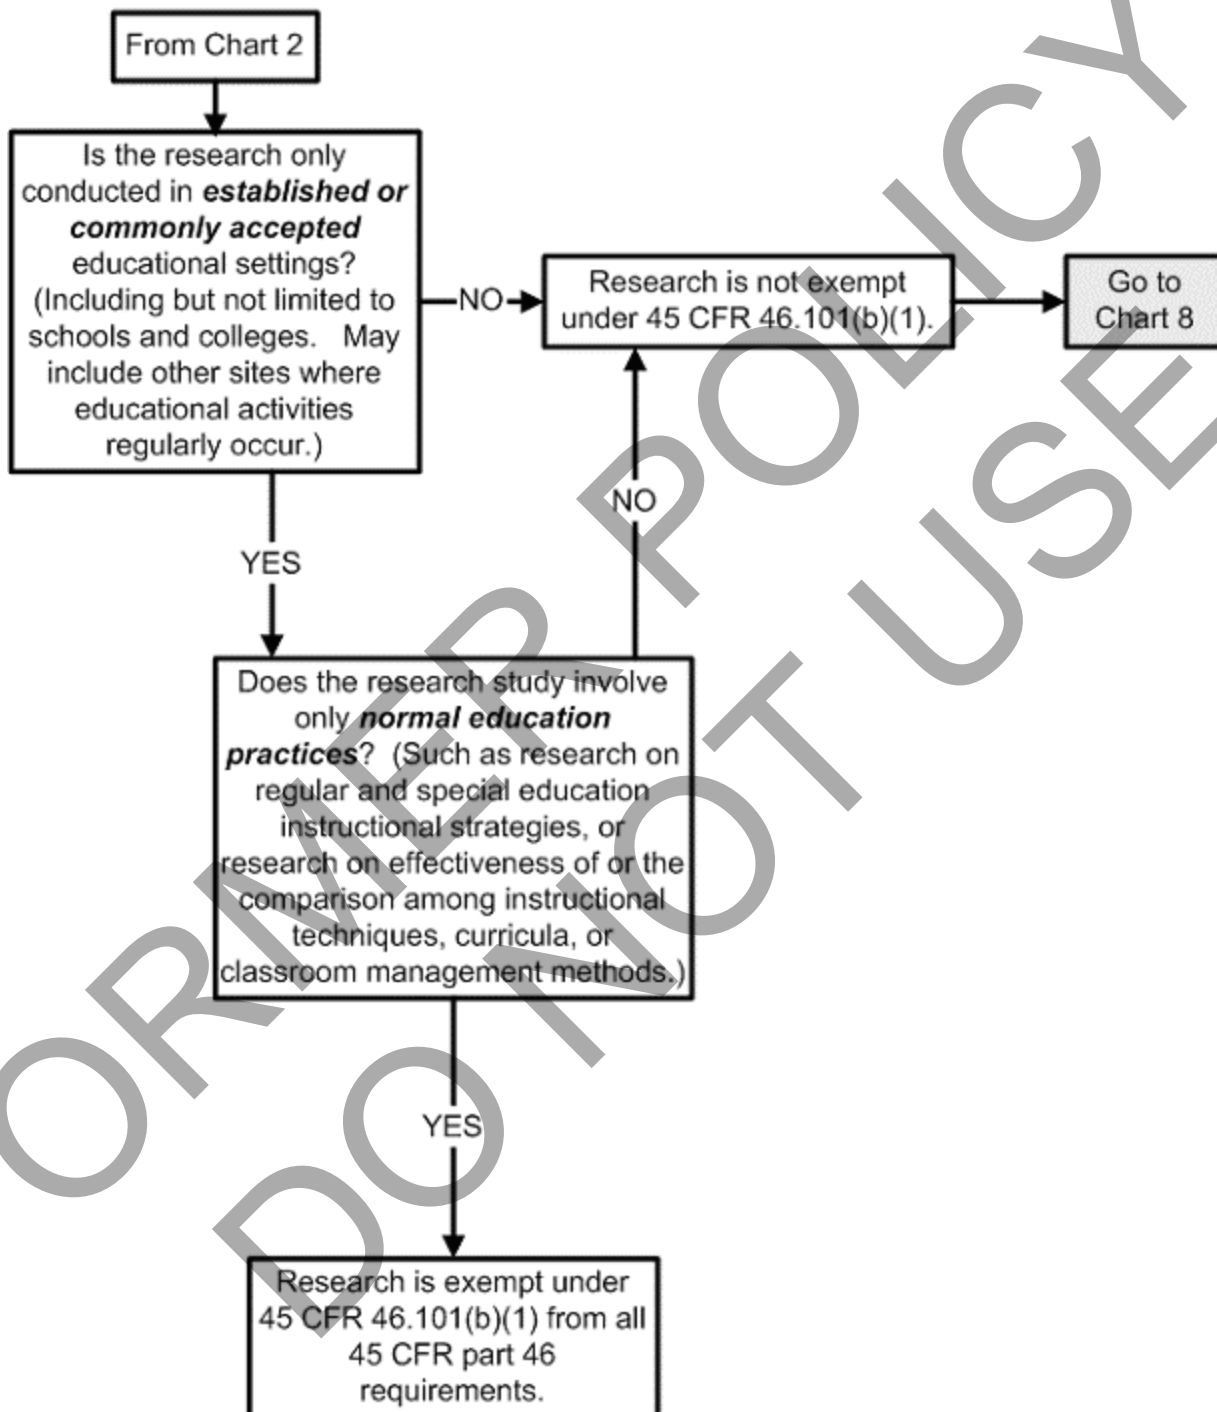 From Chart 2
Is the research only
conducted in established or
commonly accepted
educational settings?
(Including but not limited to
schools and colleges. May
include other sites where
educational activities
regularly occur.)
NO
Research is not exempt
under 45 CFR 46.101(b)(1).
Go to
Chart 8
NO
YES
Does the research study involve
only normal education
practices? (Such as research on
regular and special education
instructional strategies, or
research on effectiveness of or the
comparison among instructional
techniques, curricula, or
classroom management methods.)
YES
Research is exempt under
45 CFR 46.101(b)(1) from all
45 CFR part 46
requirements.
ORMER POLICY
DO NOT USE